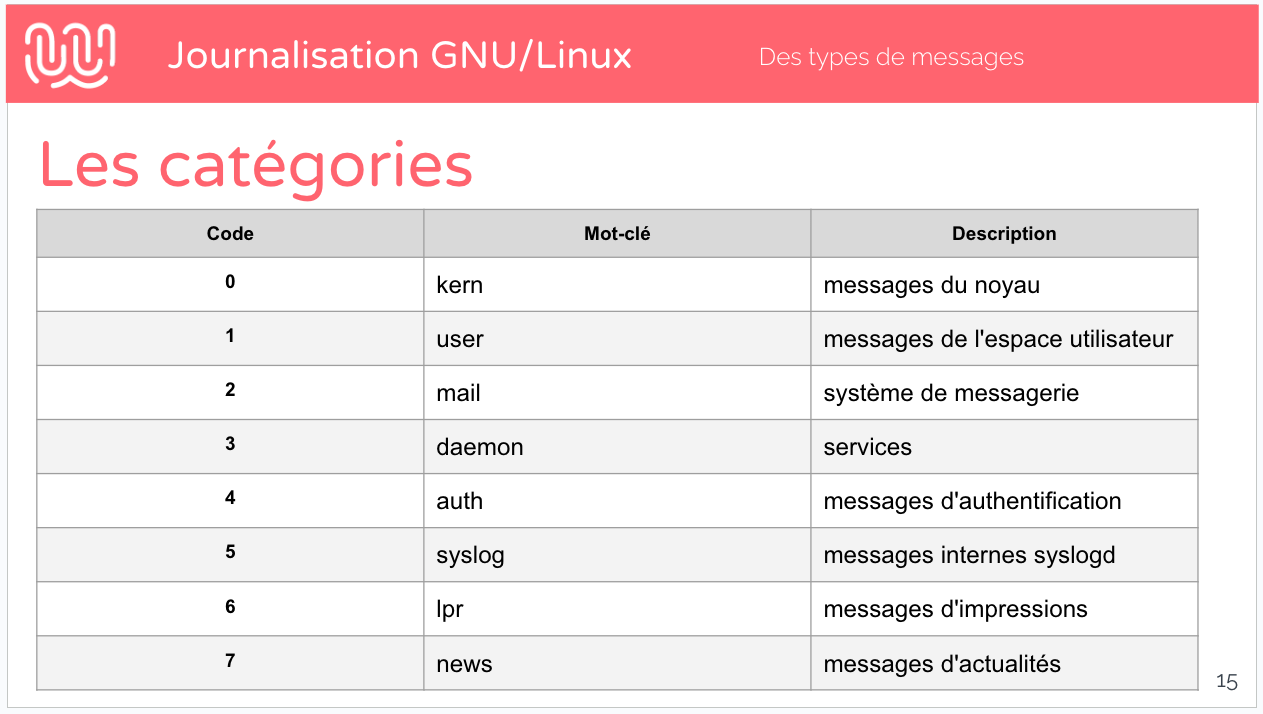 Journalisation GNU/Linux
Des types de messages
Les catégories
Code Mot-clé Description
0 kern messages du noyau
1 user messages de l'espace utilisateur
2 mail système de messagerie
3 daemon services
4 auth messages d'authentification
5 syslog messages internes syslogd
6 lpr messages d'impressions
7 news messages d'actualités
15